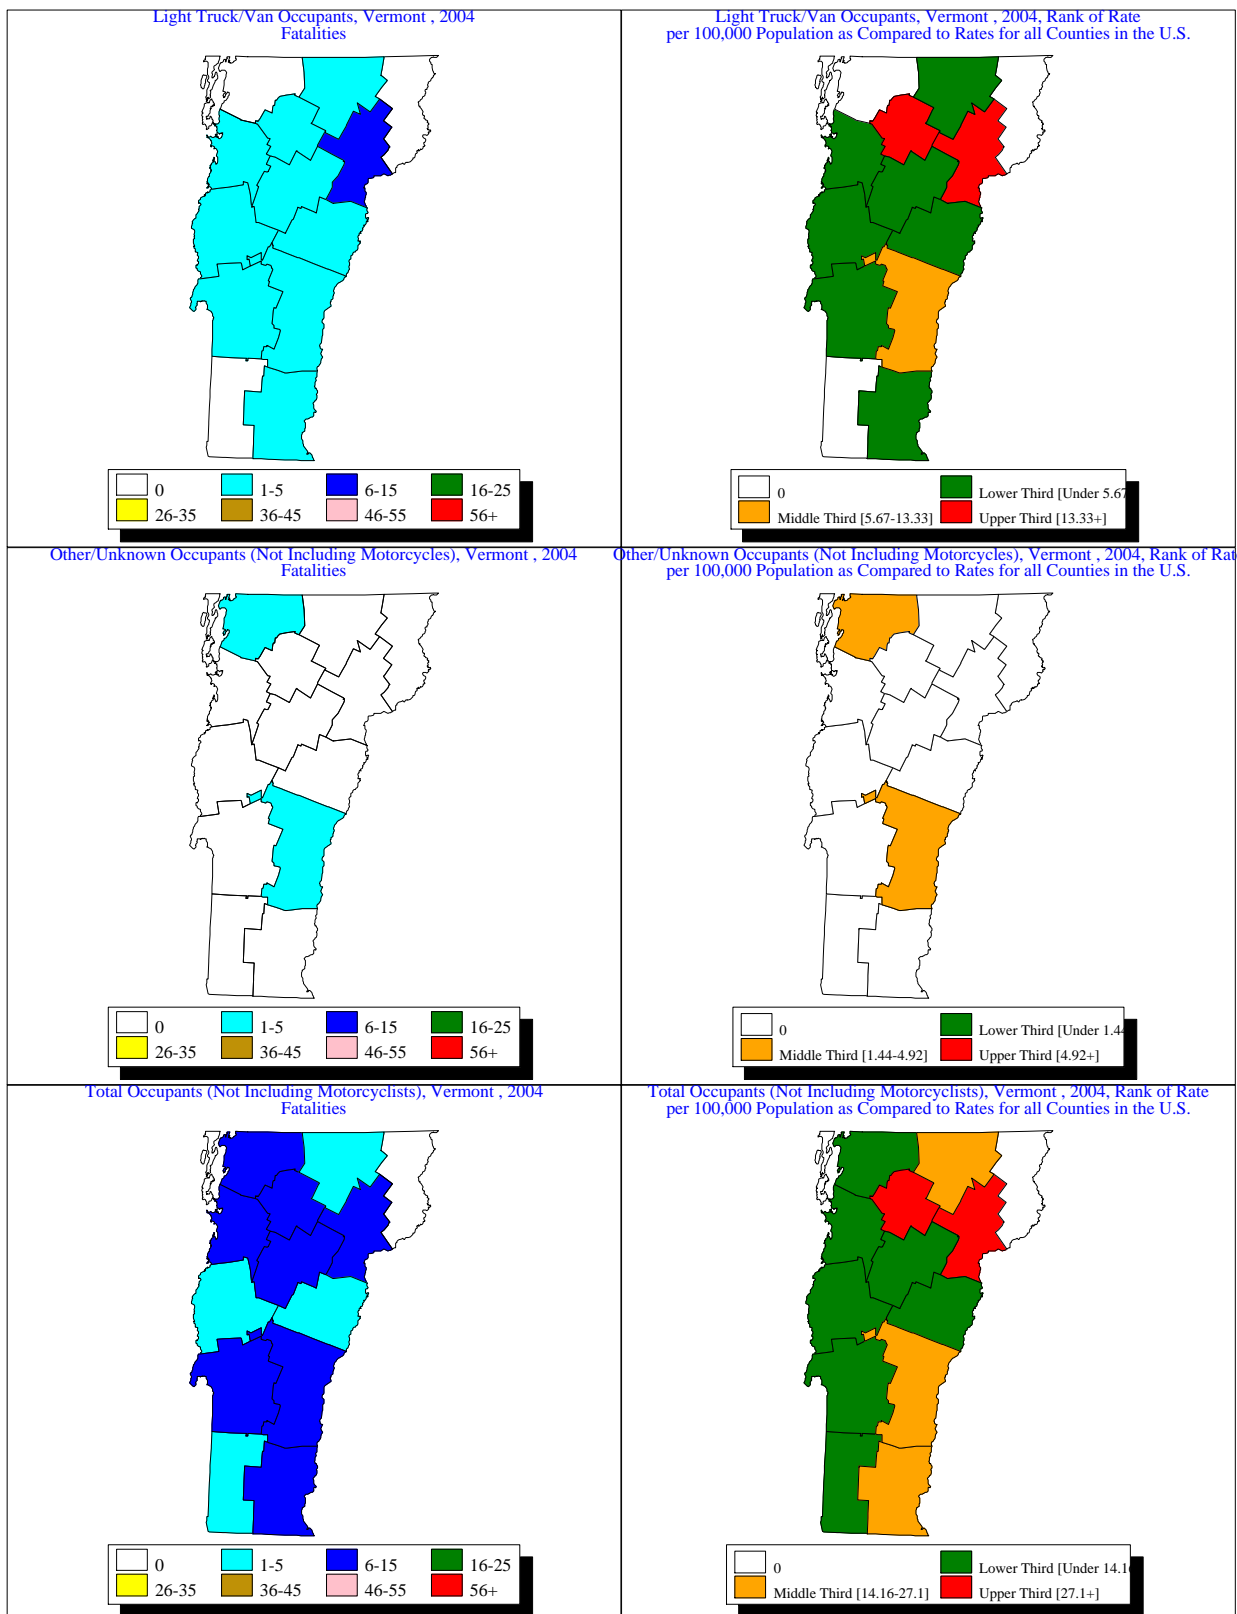 Light Truck/Van Occupants, Vermont , 2004
Fatalities
0
1-5
6-15
16-25
26-35
36-45
46-55
56+
Light Truck/Van Occupants, Vermont , 2004, Rank of Rate
per 100,000 Population as Compared to Rates for all Counties in the U.S.
0
Lower Third [Under 5.67
Middle Third [5.67-13.33]
Upper Third [13.33+]
Other/Unknown Occupants (Not Including Motorcycles), Vermont , 2004
Fatalities
0
1-5
6-15
16-25
26-35
36-45
46-55
56+
Other/Unknown Occupants (Not Including Motorcycles), Vermont , 2004, Rank of Rate
per 100,000 Population as Compared to Rates for all Counties in the U.S.
0
Lower Third [Under 1.44
Middle Third [1.44-4.92]
Upper Third [4.92+]
Total Occupants (Not Including Motorcyclists), Vermont , 2004
Fatalities
0
1-5
6-15
16-25
26-35
36-45
46-55
56+
Total Occupants (Not Including Motorcyclists), Vermont , 2004, Rank of Rate
per 100,000 Population as Compared to Rates for all Counties in the U.S.
0
Lower Third [Under 14.16
Middle Third [14.16-27.1]
Upper Third [27.1+]